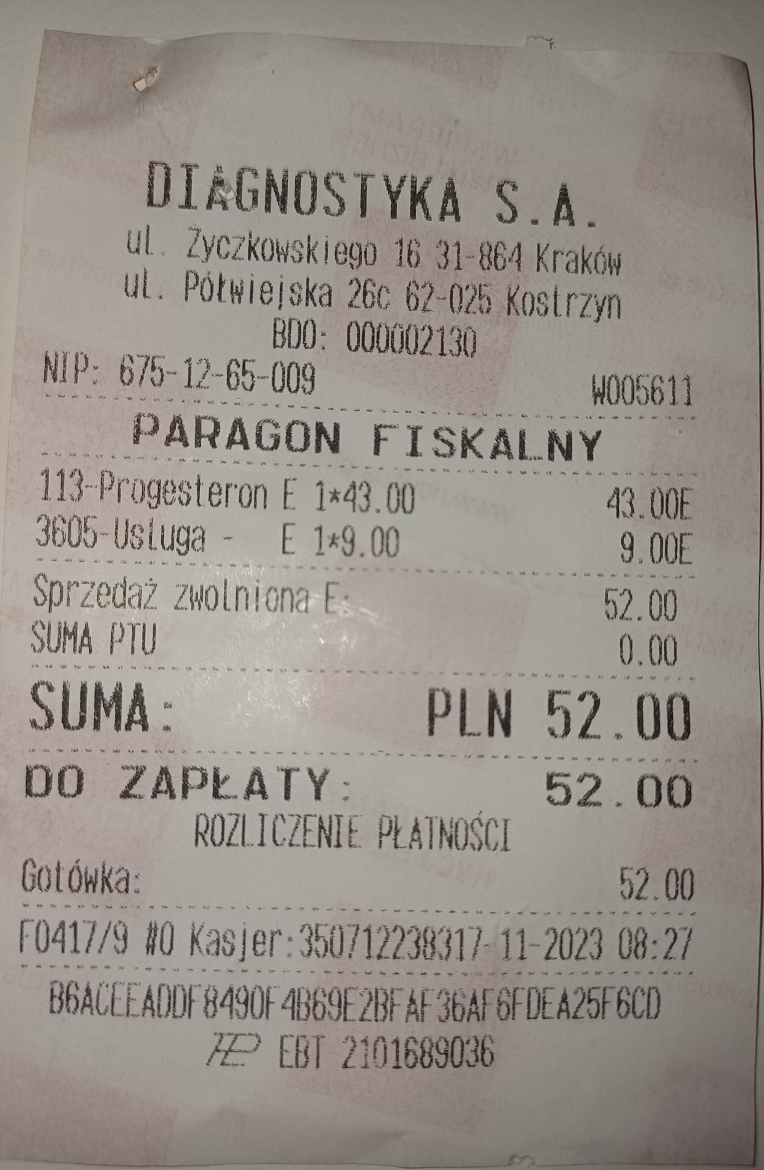 DIAGNOSTYKA S.A.
ul. Życzkowskiego 16 31-864 Kraków
ul. Półwiejska 26c 62-025 Kostrzyn
BDO: 000002130
NIP: 675-12-65-009 W005611
PARAGON FISKALNY
113-Progesteron E 1*43.00 43.00E
3605-Usługa - E 1*9.00 9.00E
Sprzedaż zwolniona E: 52.00
SUMA PTU 0.00
SUMA: PLN 52.00
DO ZAPŁATY: 52.00
ROZLICZENIE PŁATNOŚCI
Gotówka: 52.00
F0417/9 #0 Kasjer:350712238317-11-2023 08:27
B6ACEEADDF8490F4B69E2BFAF36AF6FDEA25F6CD
EBT 2101689036